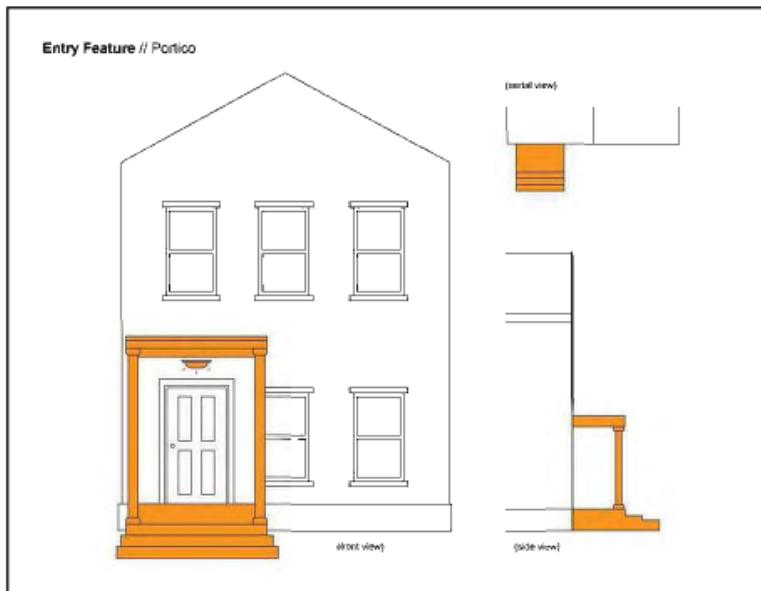 Entry Feature // Portico
(aerial view)
(front view)
(side view)